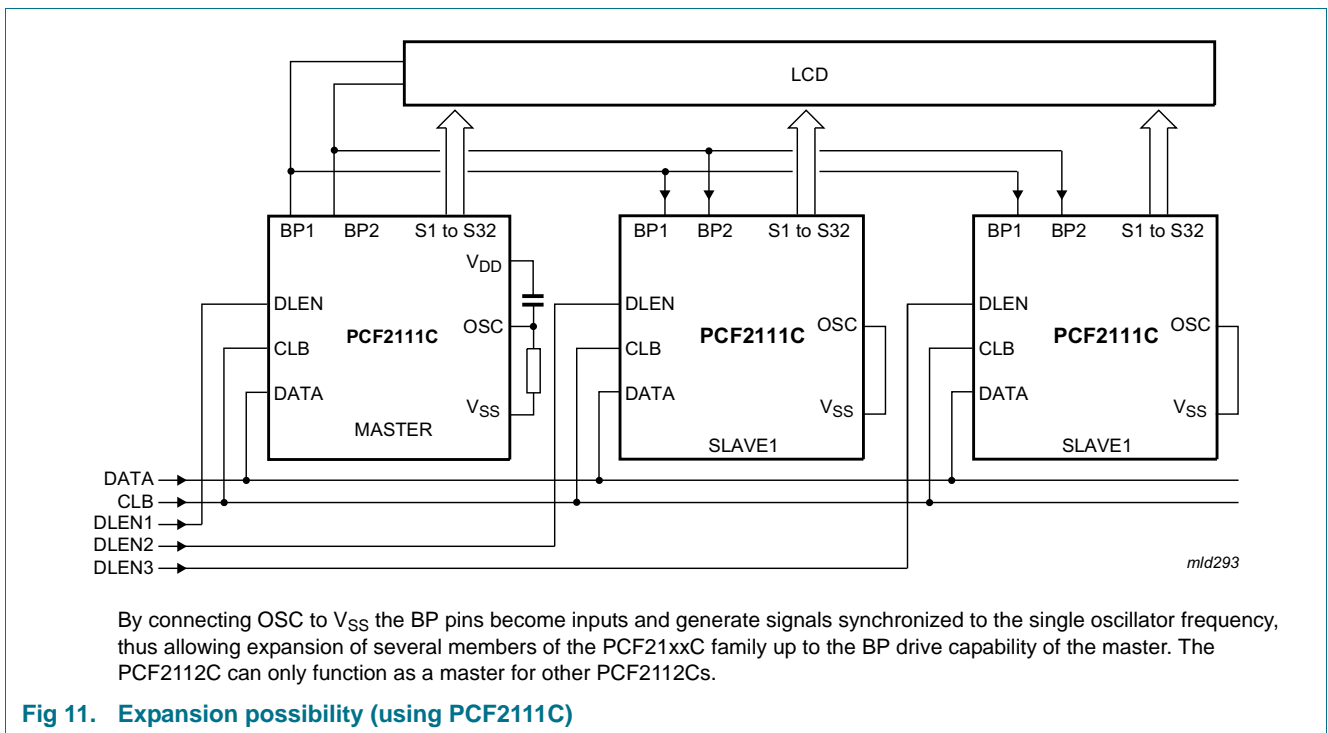 LCD
BP1 BP2 S1 to S32
BP1 BP2 S1 to S32
BP1 BP2 S1 to S32
VDD
DLEN
DLEN
DLEN
OSC
PCF2111C
OSC
PCF2111C
OSC
PCF2111C
CLB
CLB
CLB
DATA
DATA
DATA
VSS
VSS
VSS
MASTER
SLAVE1
SLAVE1
DATA
CLB
DLEN1
DLEN2
DLEN3
mld293
By connecting OSC to VSS the BP pins become inputs and generate signals synchronized to the single oscillator frequency,
thus allowing expansion of several members of the PCF21xxC family up to the BP drive capability of the master. The
PCF2112C can only function as a master for other PCF2112Cs.
Fig 11. Expansion possibility (using PCF2111C)